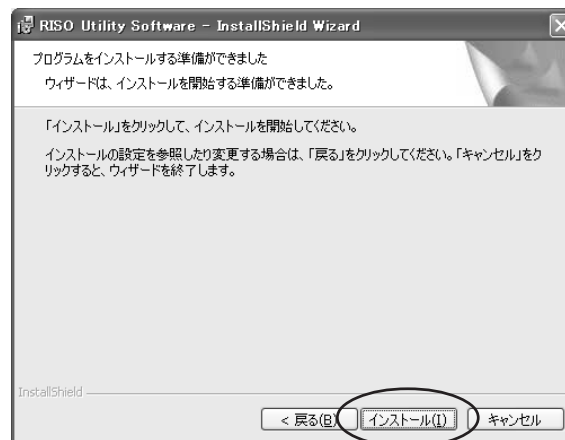 RISO Utility Software - InstallShield Wizard
プログラムをインストールする準備ができました
ウィザードは、インストールを開始する準備ができました。
「インストール」をクリックして、インストールを開始してください。
インストールの設定を参照したり変更する場合は、「戻る」をクリックしてください。「キャンセル」をク
リックすると、ウィザードを終了します。
InstallShield
< 戻る(B) インストール(I) キャンセル